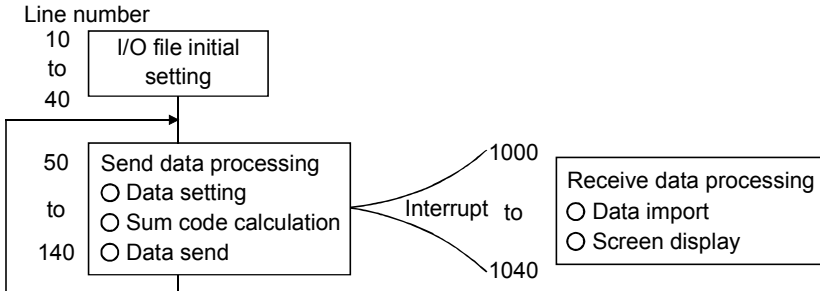 Line number
10
to
40
I/O file initial
setting
50
to
140
Send data processing
○ Data setting
○ Sum code calculation
○ Data send
Interrupt
1000
to
1040
Receive data processing
○ Data import
○ Screen display